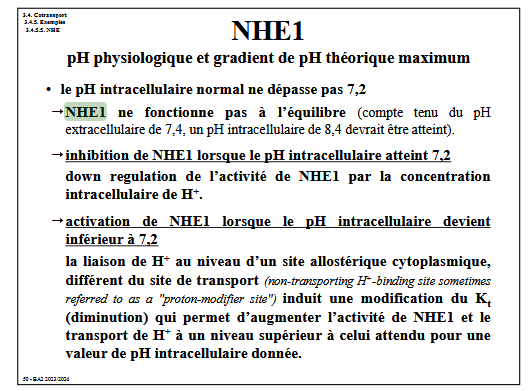 3.4. Cotransport
3.4.5. Exemples
3.4.5.5. NHE
NHE1
pH physiologique et gradient de pH théorique maximum
• le pH intracellulaire normal ne dépasse pas 7,2
→NHE1 ne fonctionne pas à l’équilibre (compte tenu du pH
extracellulaire de 7,4, un pH intracellulaire de 8,4 devrait être atteint).
→inhibition de NHE1 lorsque le pH intracellulaire atteint 7,2
down regulation de l’activité de NHE1 par la concentration
intracellulaire de H⁺.
→activation de NHE1 lorsque le pH intracellulaire devient
inférieur à 7,2
la liaison de H⁺ au niveau d’un site allostérique cytoplasmique,
différent du site de transport (non-transporting H⁺-binding site sometimes
referred to as a "proton-modifier site") induit une modification du Kt
(diminution) qui permet d’augmenter l’activité de NHE1 et le
transport de H⁺ à un niveau supérieur à celui attendu pour une
valeur de pH intracellulaire donnée.
50 - BA2 2023/2024